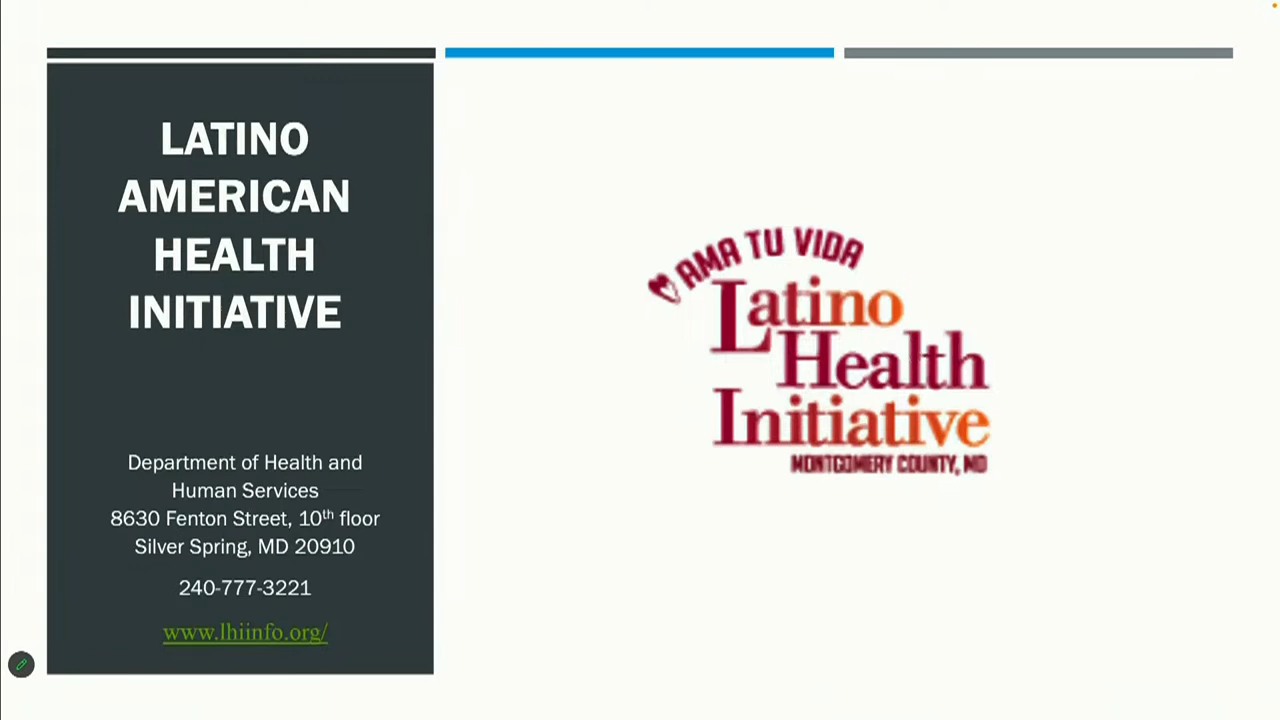 LATINO
AMERICAN
HEALTH
INITIATIVE
Department of Health and
Human Services
8630 Fenton Street, 10th floor
Silver Spring, MD 20910
240-777-3221
www.lhiinfo.org/
AMA TU VIDA
Latino
Health
Initiative
MONTGOMERY COUNTY, MD